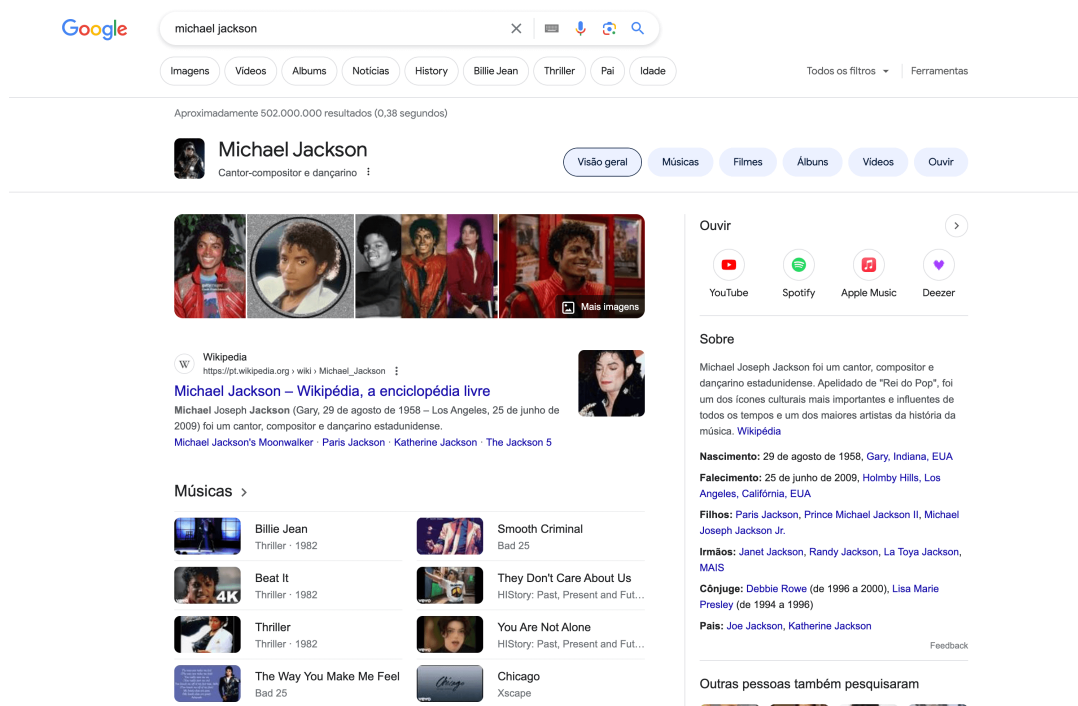 Google
michael jackson
Imagens
Vídeos
Albums
Notícias
History
Billie Jean
Thriller
Pai
Idade
Todos os filtros
Ferramentas
Aproximadamente 502.000.000 resultados (0,38 segundos)
Michael Jackson
Cantor-compositor e dançarino
Visão geral
Músicas
Filmes
Álbuns
Vídeos
Ouvir
Mais imagens
W
Wikipedia
https://pt.wikipedia.org › wiki › Michael_Jackson
Michael Jackson – Wikipédia, a enciclopédia livre
Michael Joseph Jackson (Gary, 29 de agosto de 1958 – Los Angeles, 25 de junho de
2009) foi um cantor, compositor e dançarino estadunidense.
Michael Jackson's Moonwalker · Paris Jackson · Katherine Jackson · The Jackson 5
Músicas
Billie Jean
Thriller · 1982
Smooth Criminal
Bad 25
4K
Beat It
Thriller · 1982
vevo
They Don't Care About Us
HIStory: Past, Present and Fut…
Thriller
Thriller · 1982
vevo
You Are Not Alone
HIStory: Past, Present and Fut…
The Way You Make Me Feel
Bad 25
Chicago
vevo
Chicago
Xscape
Ouvir
YouTube
Spotify
Apple Music
Deezer
Sobre
Michael Joseph Jackson foi um cantor, compositor e
dançarino estadunidense. Apelidado de "Rei do Pop", foi
um dos ícones culturais mais importantes e influentes de
todos os tempos e um dos maiores artistas da história da
música. Wikipédia
Nascimento: 29 de agosto de 1958, Gary, Indiana, EUA
Falecimento: 25 de junho de 2009, Holmby Hills, Los
Angeles, Califórnia, EUA
Filhos: Paris Jackson, Prince Michael Jackson II, Michael
Joseph Jackson Jr.
Irmãos: Janet Jackson, Randy Jackson, La Toya Jackson,
MAIS
Cônjuge: Debbie Rowe (de 1996 a 2000), Lisa Marie
Presley (de 1994 a 1996)
Pais: Joe Jackson, Katherine Jackson
Feedback
Outras pessoas também pesquisaram